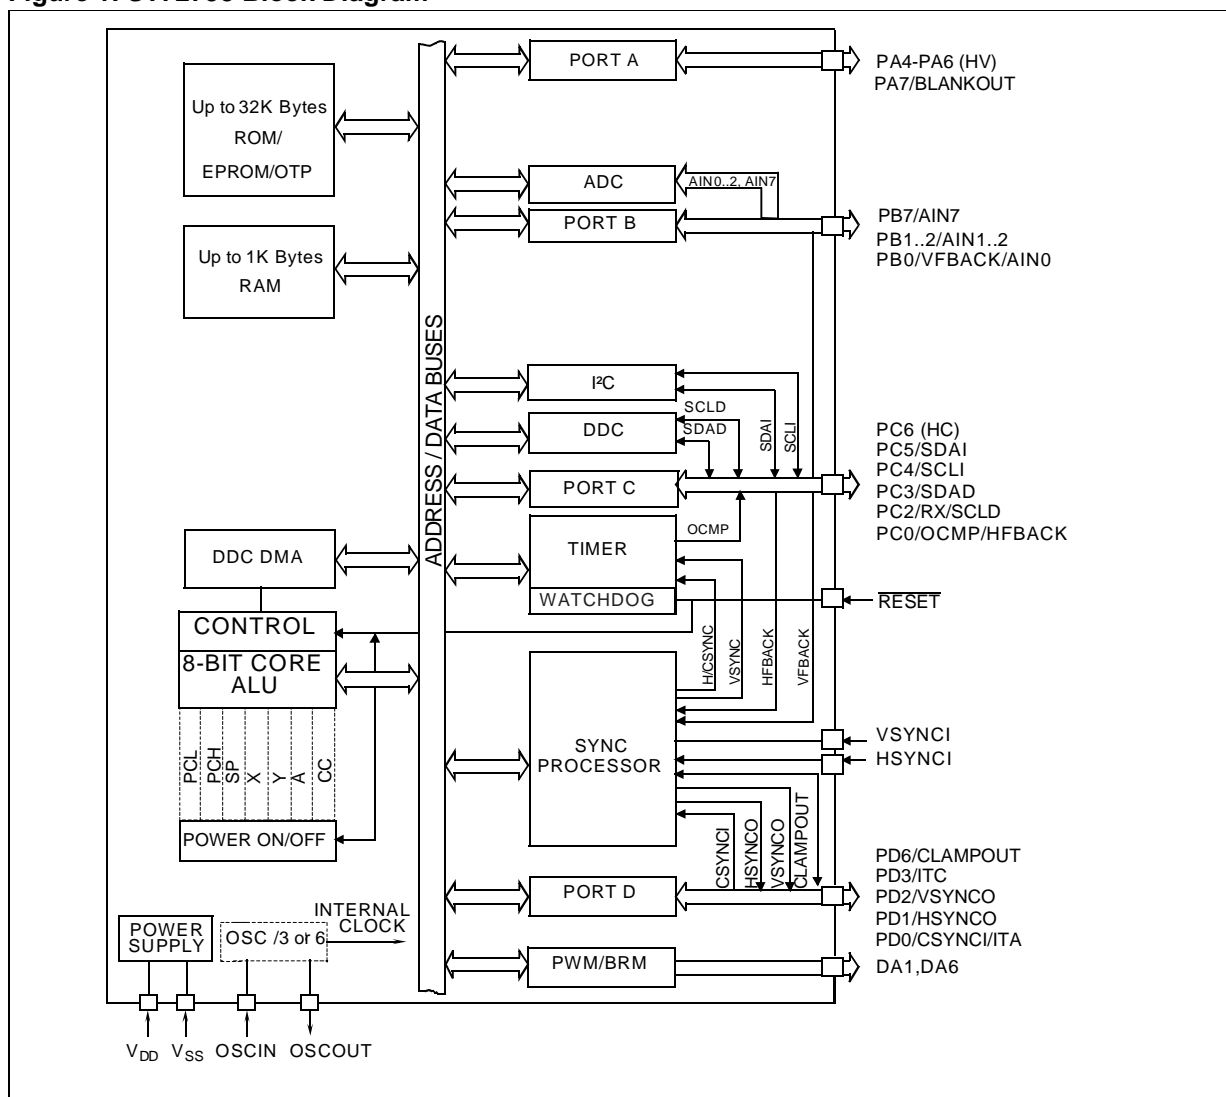 PORT A
PA4-PA6 (HV)
PA7/BLANKOUT
Up to 32K Bytes
ROM/
EPROM/OTP
ADC
AIN0..2, AIN7
PORT B
PB7/AIN7
PB1..2/AIN1..2
PB0/VFBACK/AIN0
Up to 1K Bytes
RAM
ADDRESS / DATA BUSES
I²C
SCLD
DDC
SDAD
SDAI
SCLI
PORT C
PC6 (HC)
PC5/SDAI
PC4/SCLI
PC3/SDAD
PC2/RX/SCLD
PC0/OCMP/HFBACK
OCMP
TIMER
WATCHDOG
RESET
DDC DMA
CONTROL
8-BIT CORE
ALU
PCL
PCH
SP
X
Y
A
CC
POWER ON/OFF
H/CSYNC
VSYNC
HFBACK
VFBACK
SYNC
PROCESSOR
VSYNCI
HSYNCI
CSYNCI
HSYNCO
VSYNCO
CLAMPOUT
PORT D
PD6/CLAMPOUT
PD3/ITC
PD2/VSYNCO
PD1/HSYNCO
PD0/CSYNCI/ITA
POWER
SUPPLY
OSC /3 or 6
INTERNAL
CLOCK
PWM/BRM
DA1,DA6
VDD
VSS
OSCIN
OSCOUT